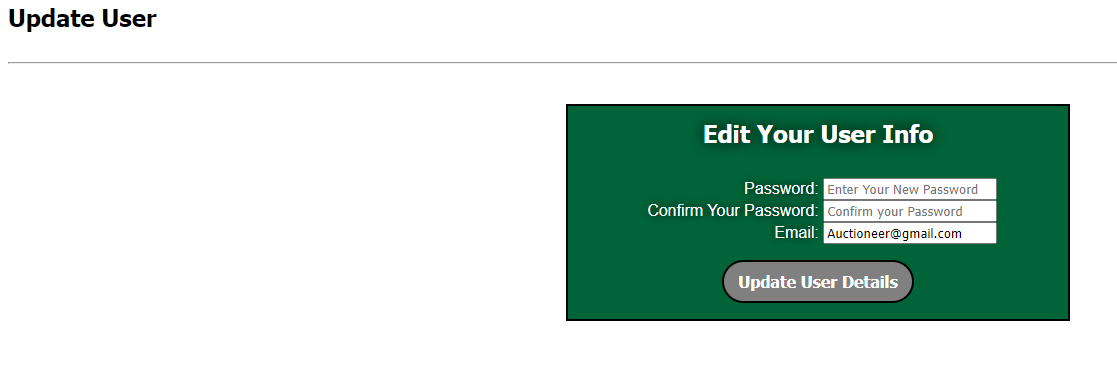 Update User
Edit Your User Info
Password: Enter Your New Password
Confirm Your Password: Confirm your Password
Email: Auctioneer@gmail.com
Update User Details